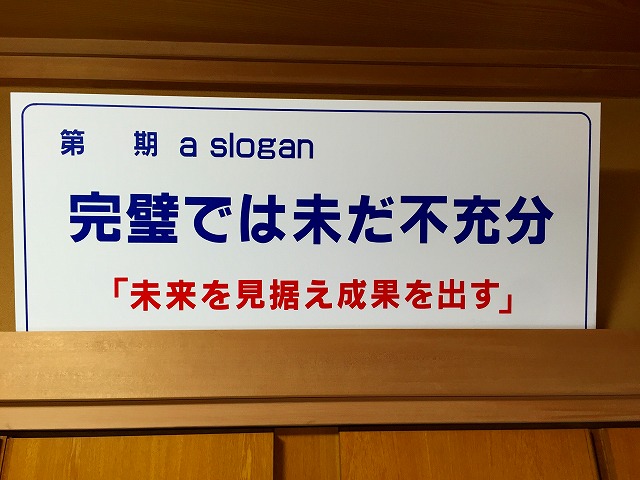 第　期 a slogan
完璧では未だ不充分
「未来を見据え成果を出す」